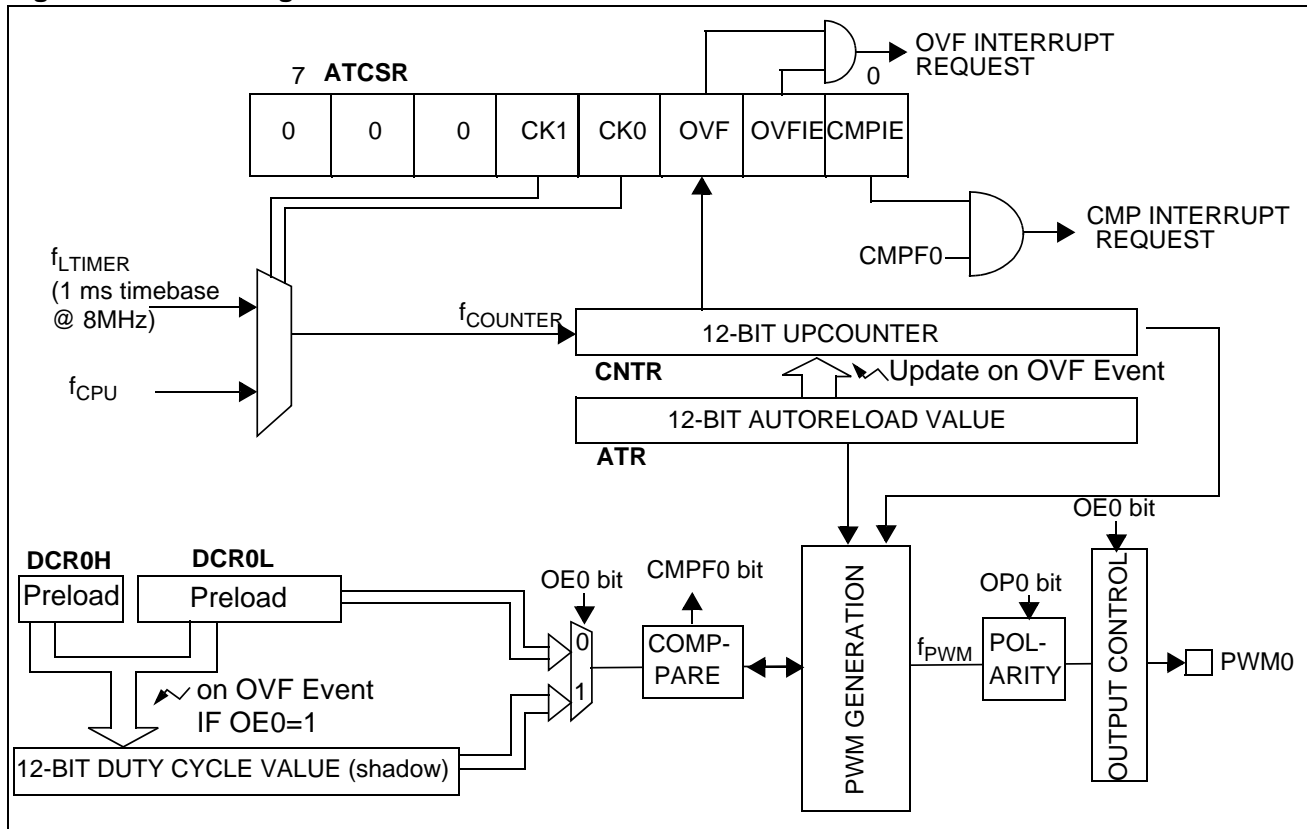 OVF INTERRUPT
REQUEST
7 ATCSR 0
0 0 0 CK1 CK0 OVF OVFIE CMPIE
CMP INTERRUPT
REQUEST
CMPF0
fLTIMER
(1 ms timebase
@ 8MHz)
fCOUNTER
12-BIT UPCOUNTER
CNTR
Update on OVF Event
fCPU
12-BIT AUTORELOAD VALUE
ATR
OE0 bit
DCR0H DCR0L
Preload Preload
OE0 bit
CMPF0 bit
OP0 bit
0
1
COMP-
PARE
PWM GENERATION
fPWM
POL-
ARITY
OUTPUT CONTROL
PWM0
on OVF Event
IF OE0=1
12-BIT DUTY CYCLE VALUE (shadow)